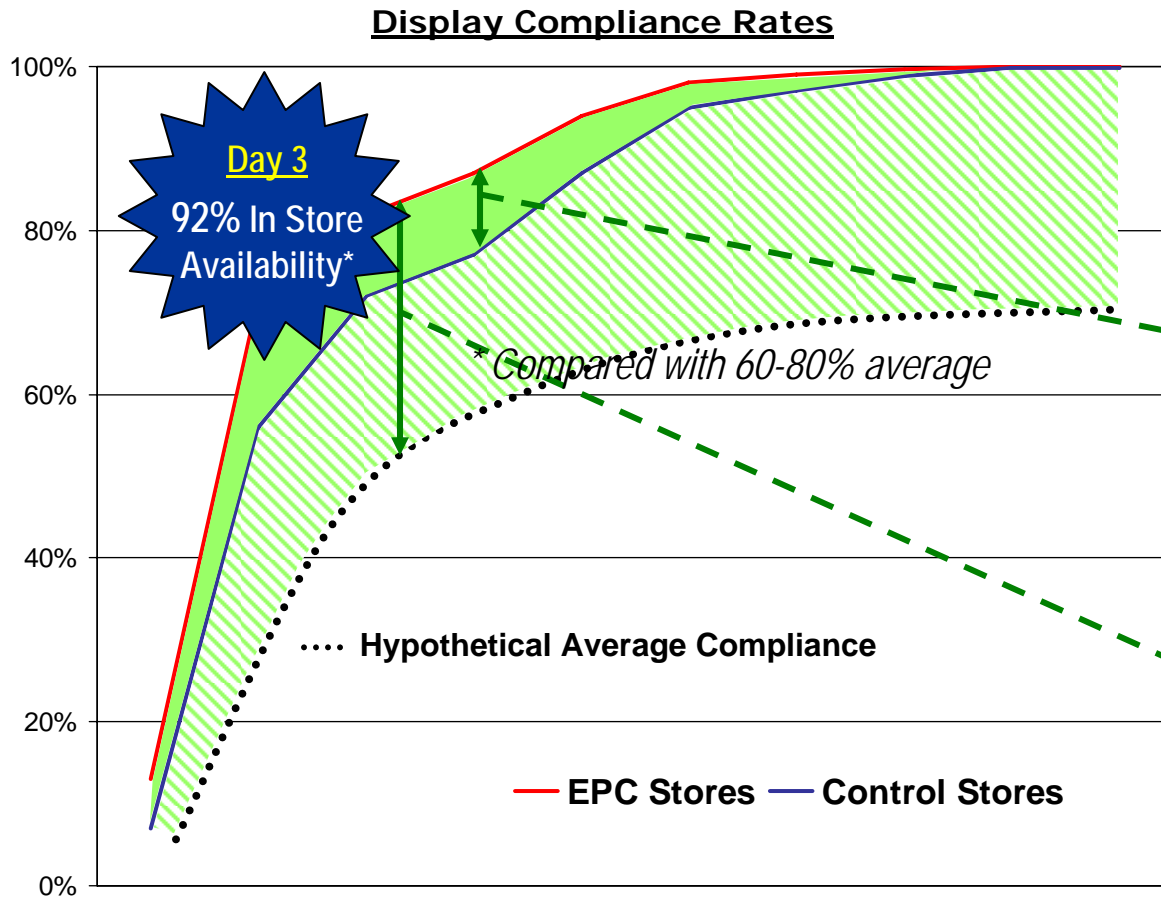 Display Compliance Rates
100%
80%
60%
40%
20%
0%
Day 3
92% In Store
Availability*
* Compared with 60-80% average
Hypothetical Average Compliance
EPC Stores
Control Stores